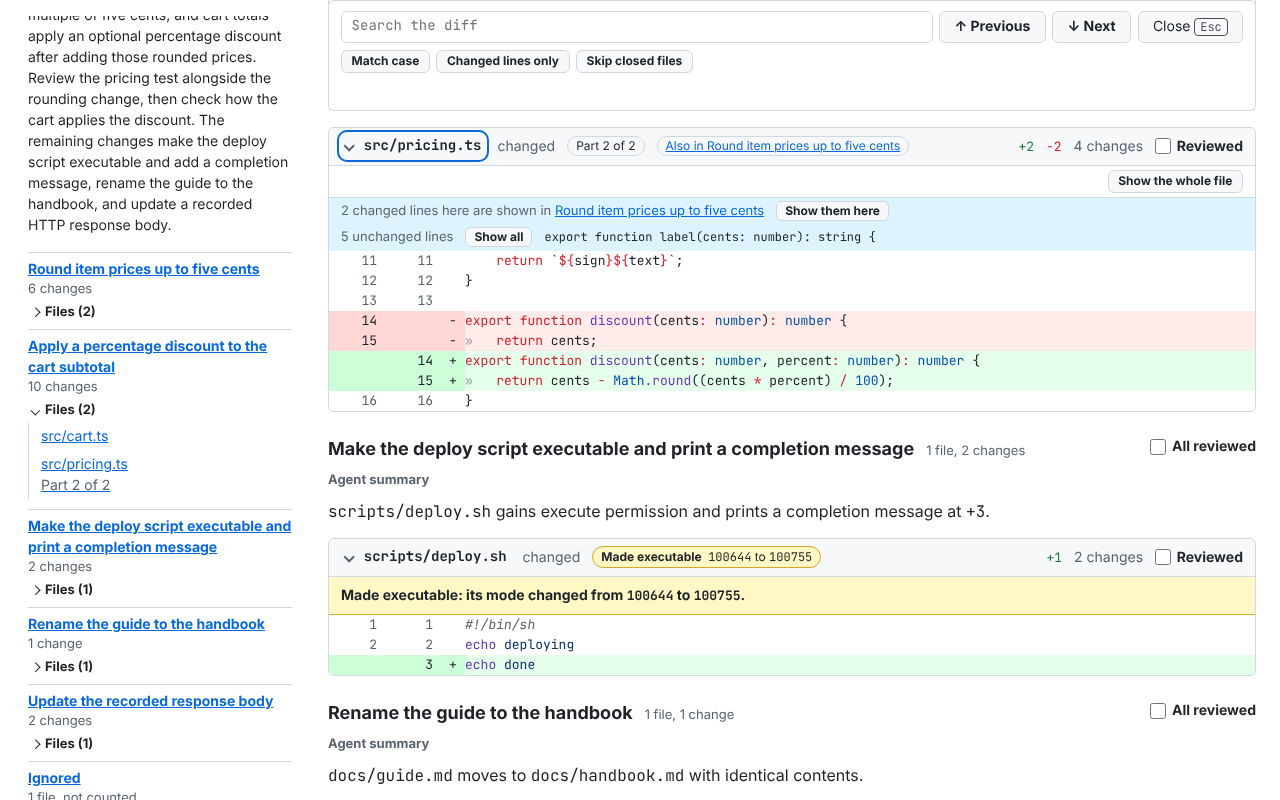 multiple of five cents, and cart totals
apply an optional percentage discount
after adding those rounded prices.
Review the pricing test alongside the
rounding change, then check how the
cart applies the discount. The
remaining changes make the deploy
script executable and add a completion
message, rename the guide to the
handbook, and update a recorded
HTTP response body.
Round item prices up to five cents
6 changes
Files (2)
Apply a percentage discount to the
cart subtotal
10 changes
Files (2)
src/cart.ts
src/pricing.ts
Part 2 of 2
Make the deploy script executable and
print a completion message
2 changes
Files (1)
Rename the guide to the handbook
1 change
Files (1)
Update the recorded response body
2 changes
Files (1)
Ignored
1 file, not counted
Search the diff
↑ Previous
↓ Next
Close Esc
Match case
Changed lines only
Skip closed files
src/pricing.ts changed Part 2 of 2 Also in Round item prices up to five cents +2 -2 4 changes Reviewed
Show the whole file
2 changed lines here are shown in Round item prices up to five cents Show them here
5 unchanged lines Show all export function label(cents: number): string {
11 11 return `${sign}${text}`;
12 12 }
13 13
14 - export function discount(cents: number): number {
15 - » return cents;
14 + export function discount(cents: number, percent: number): number {
15 + » return cents - Math.round((cents * percent) / 100);
16 16 }
Make the deploy script executable and print a completion message 1 file, 2 changes All reviewed
Agent summary
scripts/deploy.sh gains execute permission and prints a completion message at +3.
scripts/deploy.sh changed Made executable 100644 to 100755 +1 2 changes Reviewed
Made executable: its mode changed from 100644 to 100755.
1 1 #!/bin/sh
2 2 echo deploying
3 + echo done
Rename the guide to the handbook 1 file, 1 change All reviewed
Agent summary
docs/guide.md moves to docs/handbook.md with identical contents.